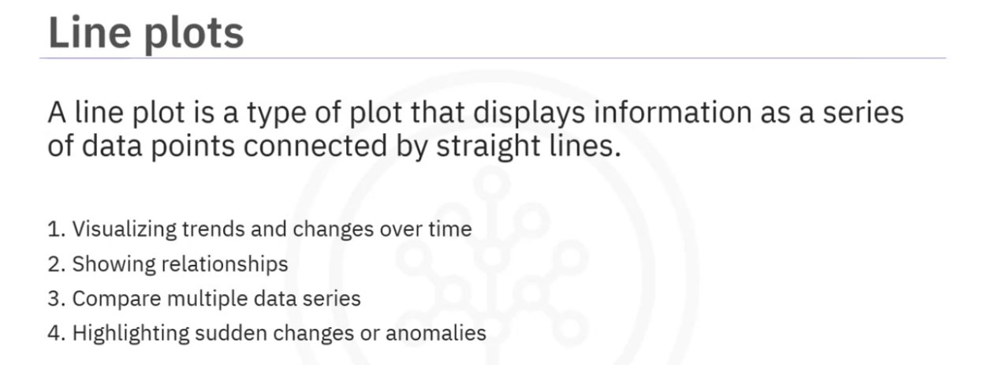 Line plots
A line plot is a type of plot that displays information as a series
of data points connected by straight lines.
1. Visualizing trends and changes over time
2. Showing relationships
3. Compare multiple data series
4. Highlighting sudden changes or anomalies